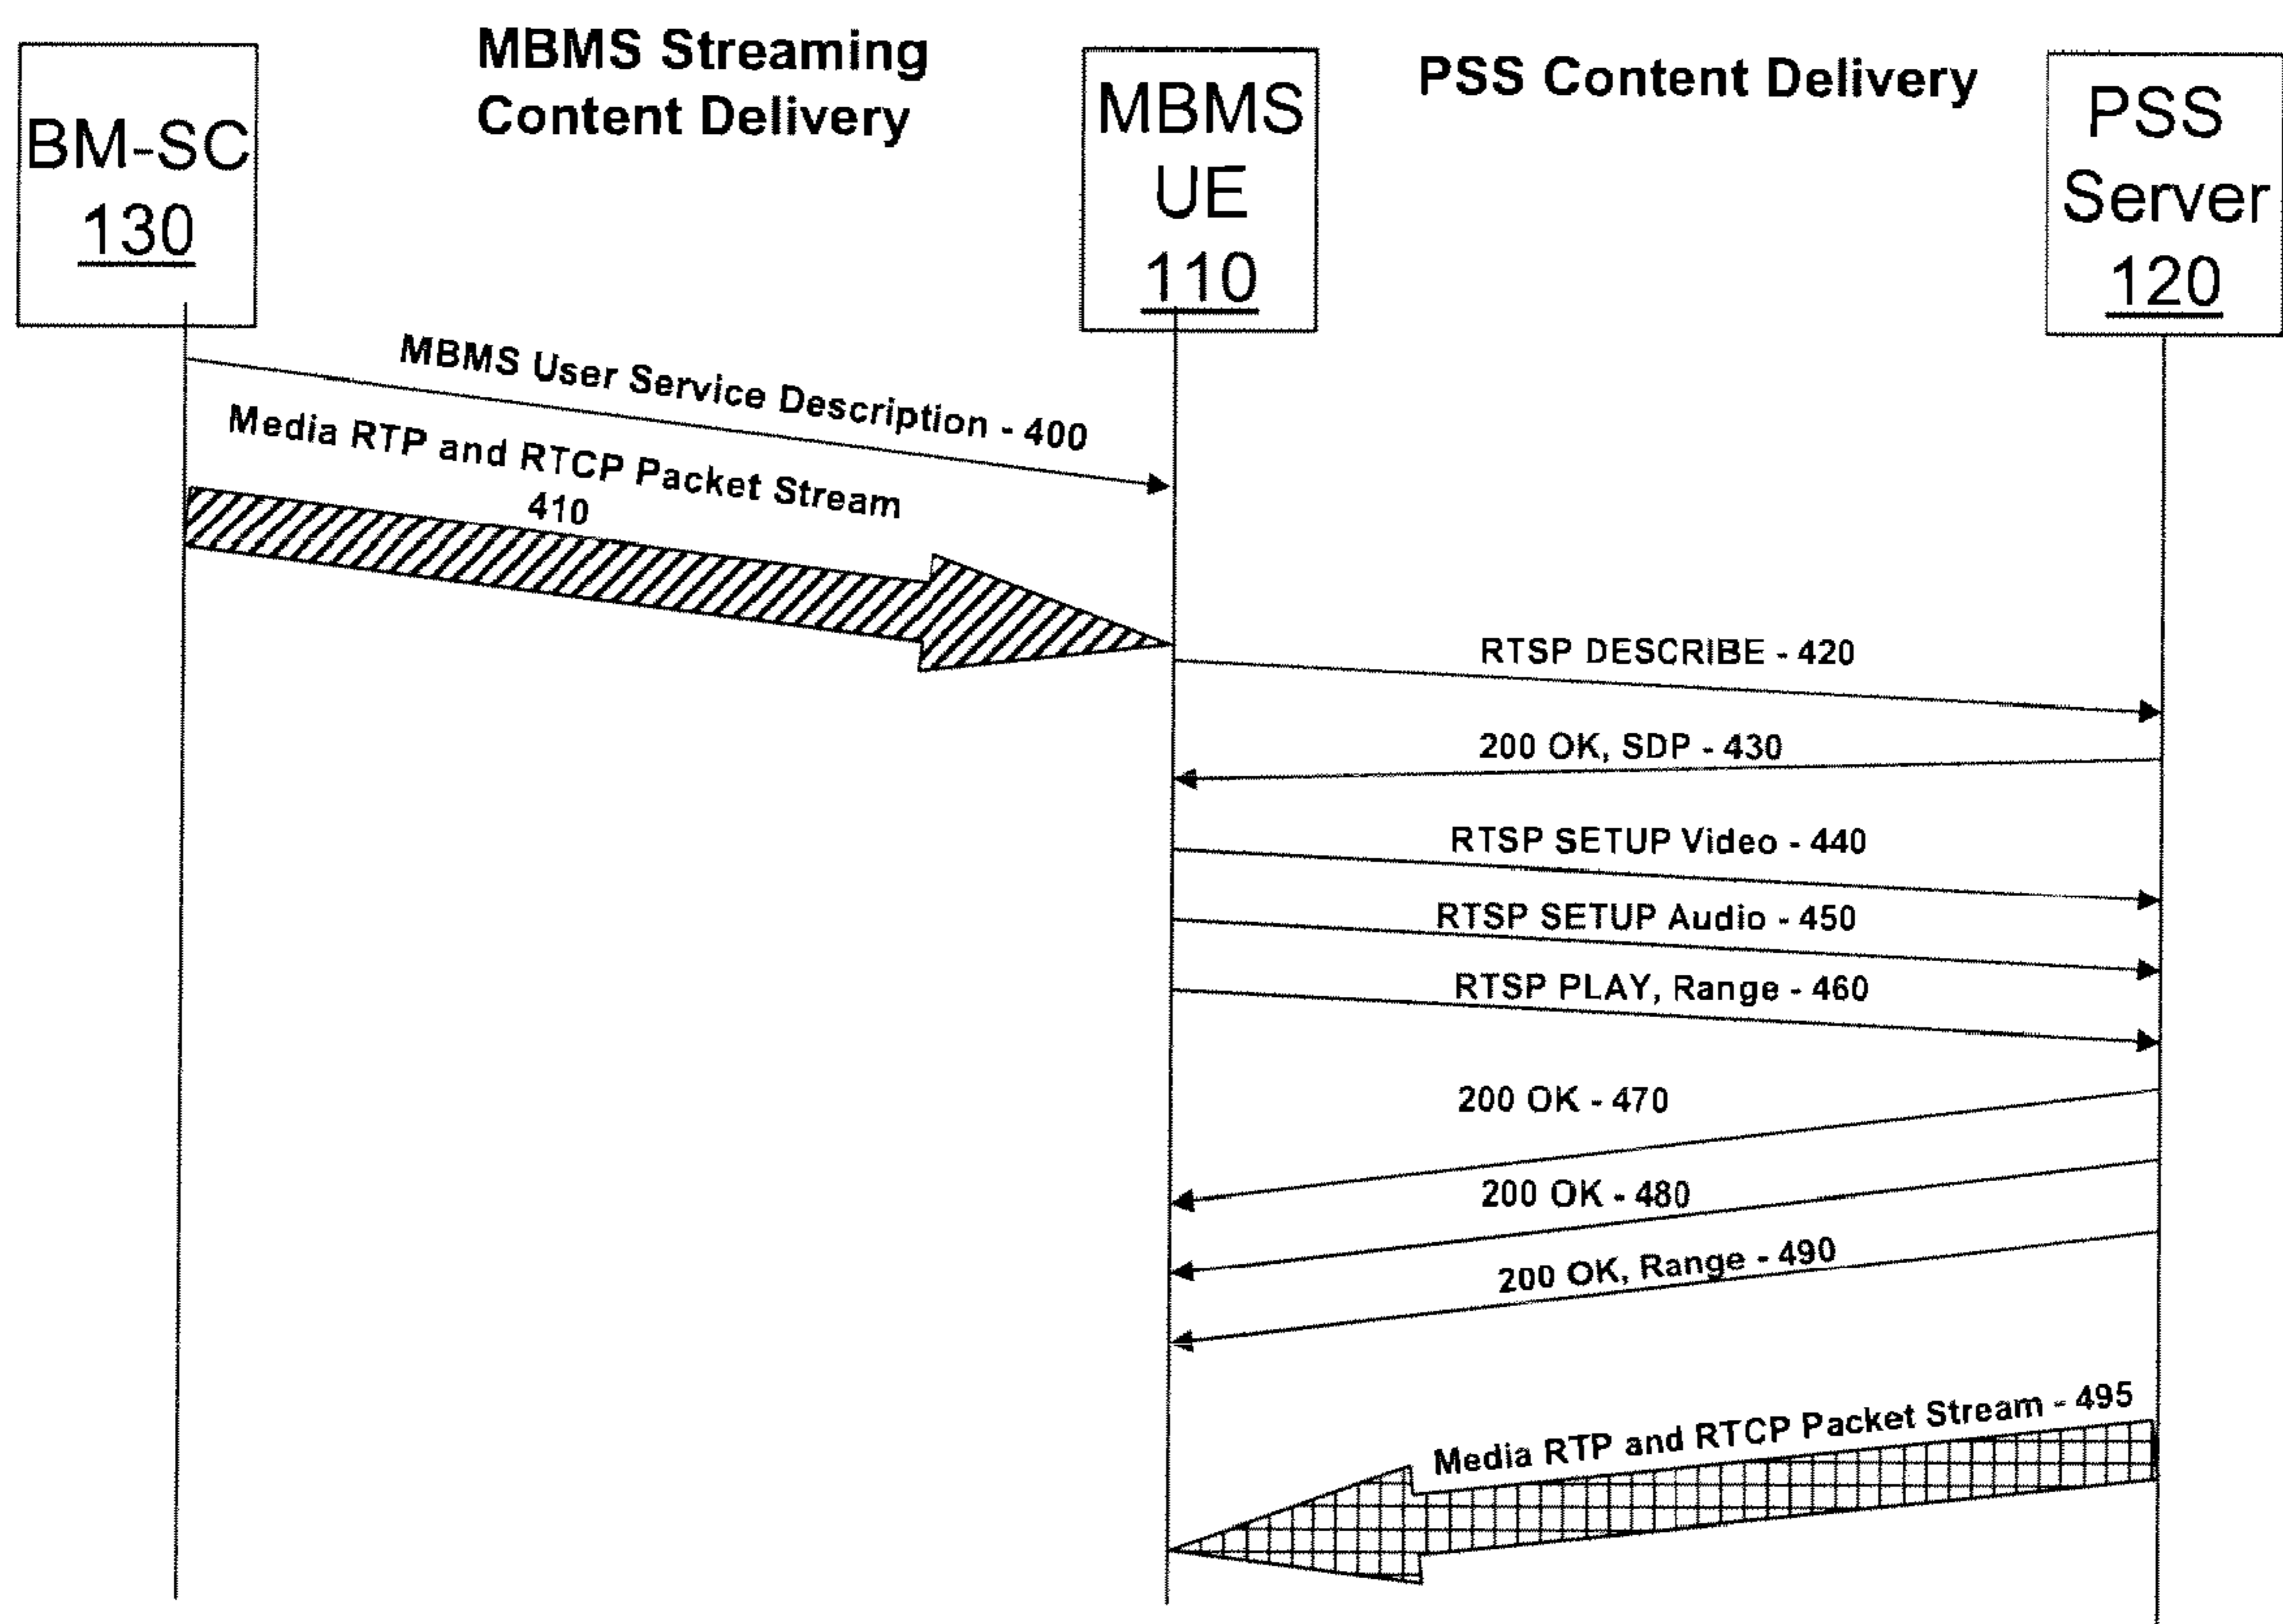 MBMS Streaming
Content Delivery
PSS Content Delivery
BM-SC
130
MBMS
UE
110
PSS
Server
120
MBMS User Service Description - 400
Media RTP and RTCP Packet Stream
410
RTSP DESCRIBE - 420
200 OK, SDP - 430
RTSP SETUP Video - 440
RTSP SETUP Audio - 450
RTSP PLAY, Range - 460
200 OK - 470
200 OK - 480
200 OK, Range - 490
Media RTP and RTCP Packet Stream - 495